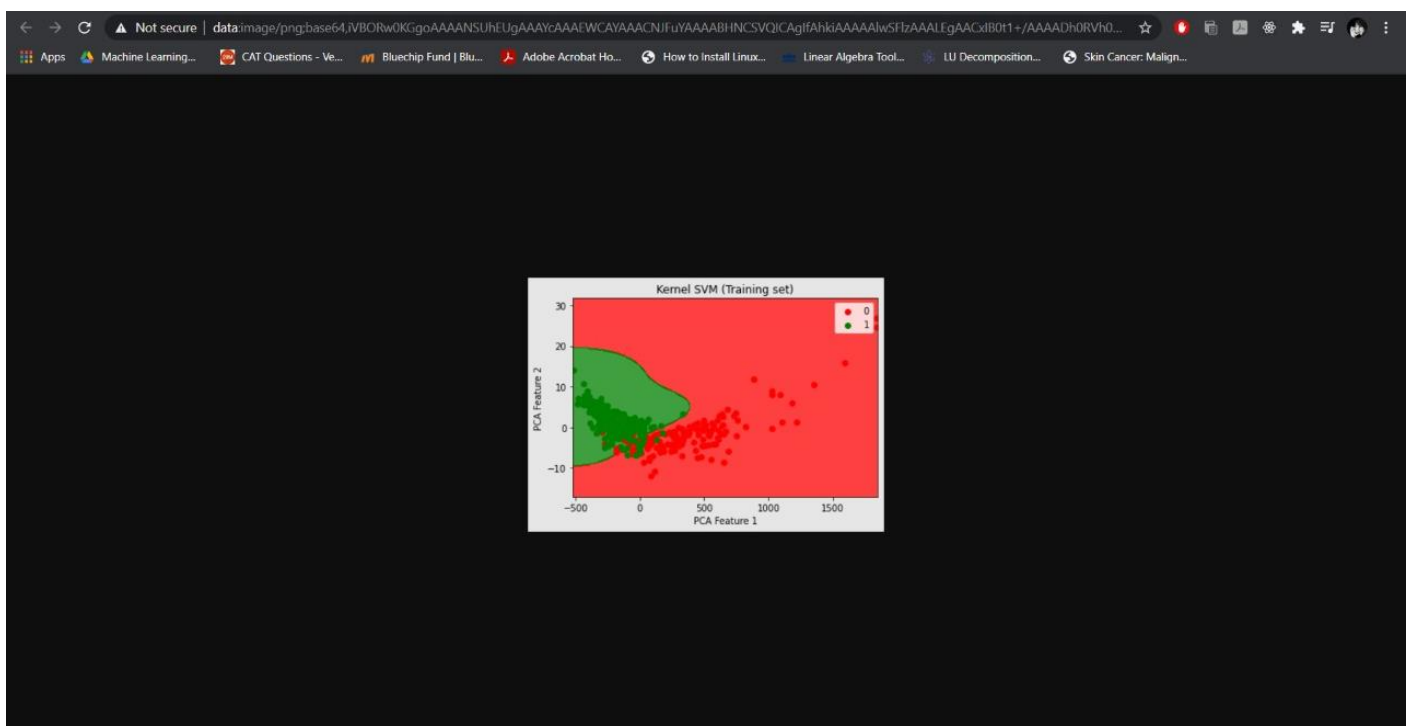 Not secure | data:image/png;base64,iVBORw0KGgoAAAANSUhEUgAAAYcAAAEWCAYAAACNJFuYAAAABHNCSVQICAgIfAhkiAAAAAlwSFlzAAALEgAACxIB0t1+/AAAADh0RVh0...
Apps Machine Learning... CAT Questions - Ve... Bluechip Fund | Blu... Adobe Acrobat Ho... How to Install Linux... Linear Algebra Tool... LU Decomposition... Skin Cancer: Malign...
Kernel SVM (Training set)
0
1
30
20
10
0
−10
PCA Feature 2
−500 0 500 1000 1500
PCA Feature 1